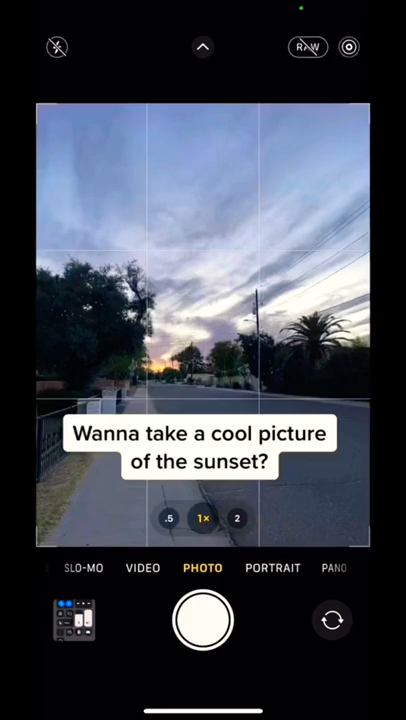 RAW
Wanna take a cool picture
of the sunset?
.5 1× 2
SLO-MO VIDEO PHOTO PORTRAIT PANO